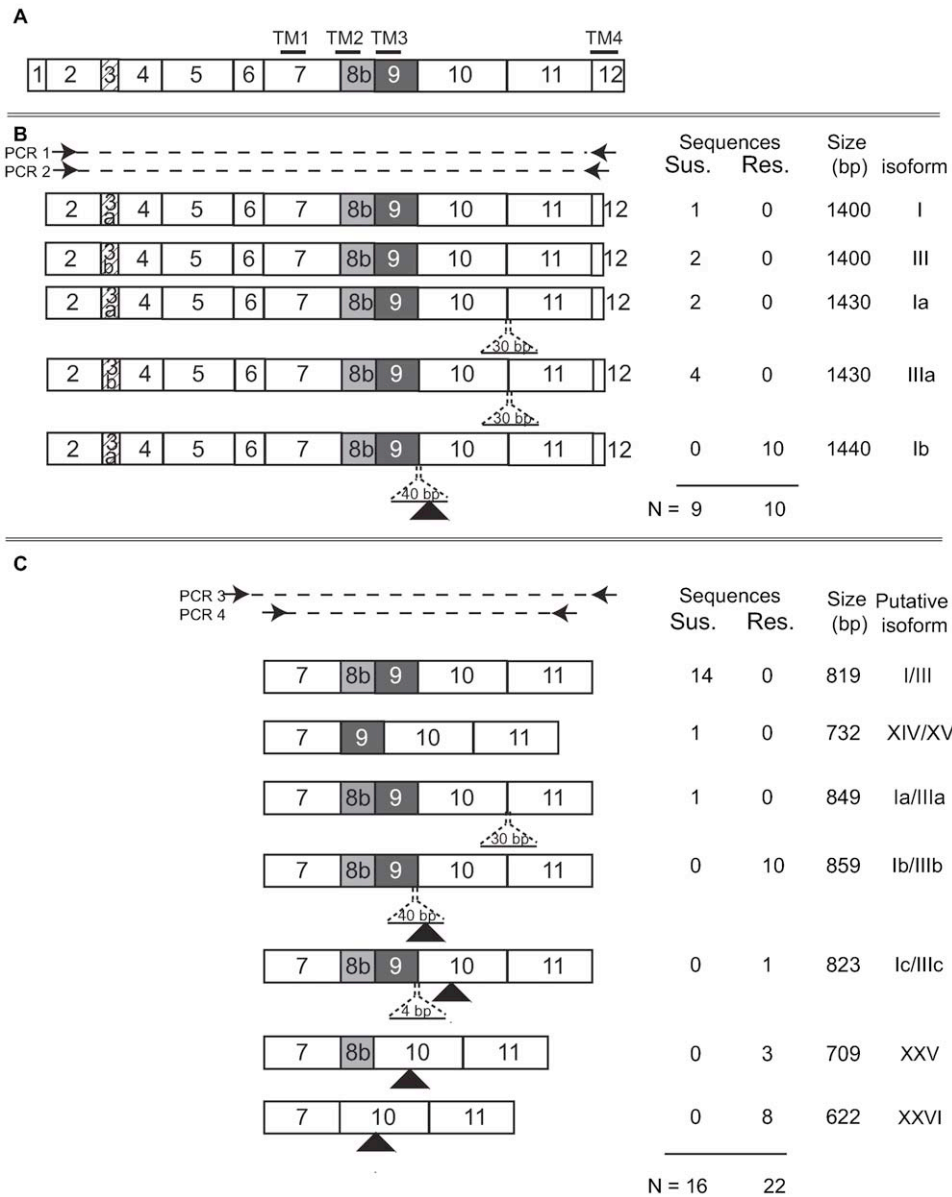 A
TM1 TM2 TM3 TM4
1 2 3 4 5 6 7 8b 9 10 11 12
B
PCR 1
PCR 2
Sequences Size
Sus. Res. (bp) isoform
2 3a 4 5 6 7 8b 9 10 11 12 1 0 1400 I
2 3b 4 5 6 7 8b 9 10 11 12 2 0 1400 III
2 3a 4 5 6 7 8b 9 10 11 12 2 0 1430 Ia
30 bp
2 3b 4 5 6 7 8b 9 10 11 12 4 0 1430 IIIa
30 bp
2 3a 4 5 6 7 8b 9 10 11 12 0 10 1440 Ib
40 bp
N = 9 10
C
PCR 3
PCR 4
Sequences Size Putative
Sus. Res. (bp) isoform
7 8b 9 10 11 14 0 819 I/III
7 9 10 11 1 0 732 XIV/XV
7 8b 9 10 11 1 0 849 Ia/IIIa
30 bp
7 8b 9 10 11 0 10 859 Ib/IIIb
40 bp
7 8b 9 10 11 0 1 823 Ic/IIIc
4 bp
7 8b 10 11 0 3 709 XXV
7 10 11 0 8 622 XXVI
N = 16 22